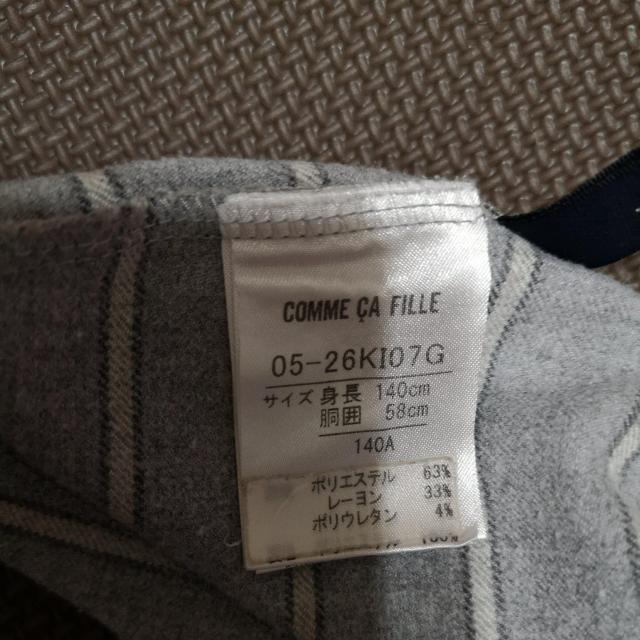 COMME ÇA FILLE
05-26KI07G
サイズ 身長 140cm
胴囲 58cm
140A
ポリエステル 63%
レーヨン 33%
ポリウレタン 4%
100%